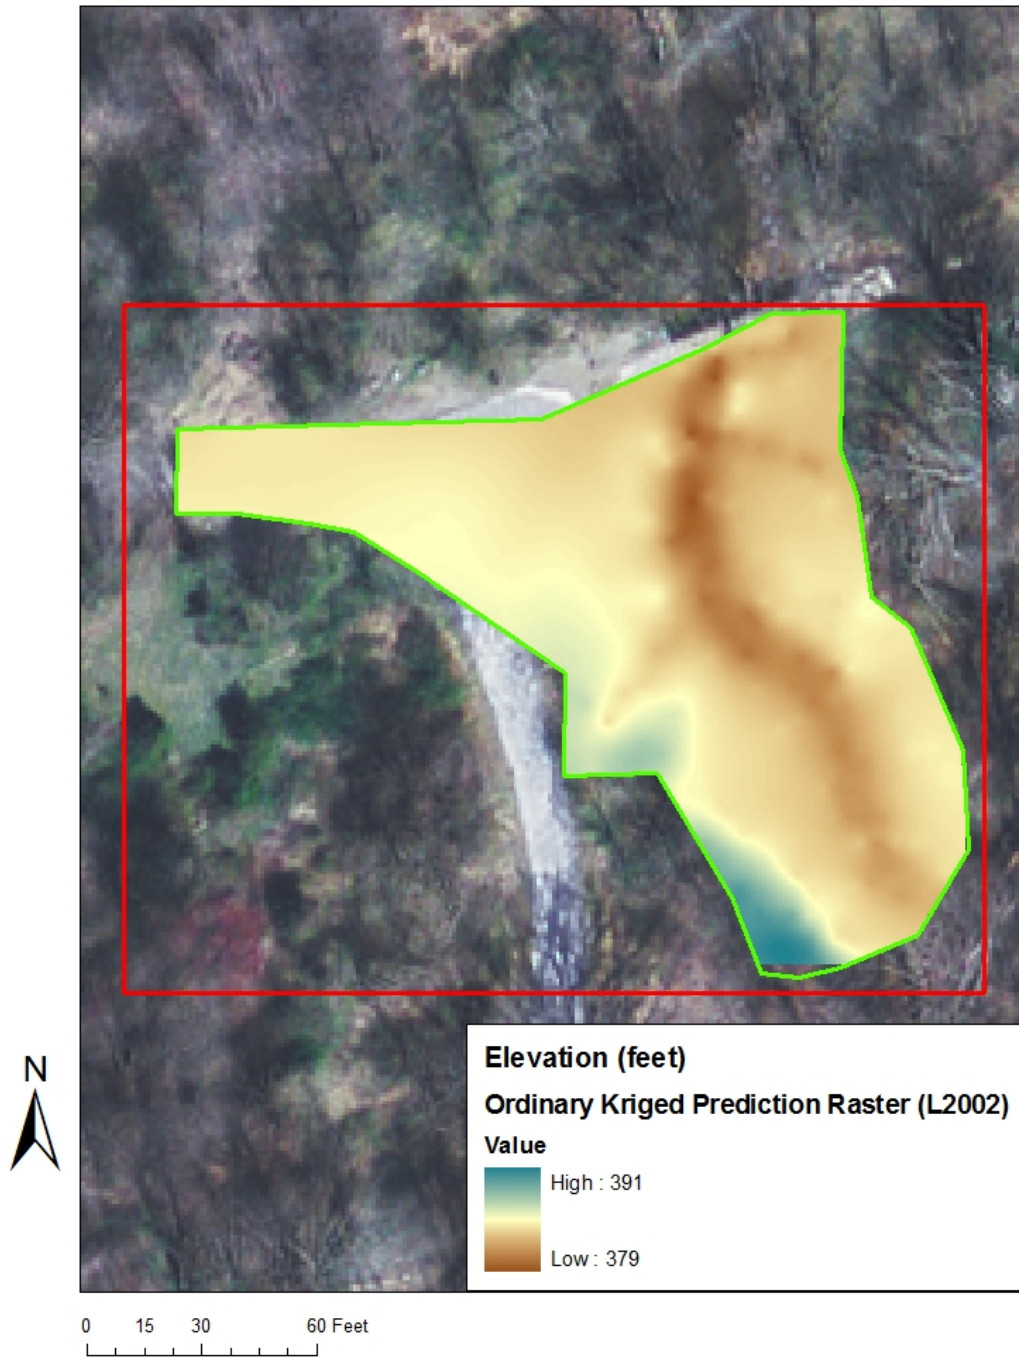 N
Elevation (feet)
Ordinary Kriged Prediction Raster (L2002)
Value
High : 391
Low : 379
0 15 30 60 Feet